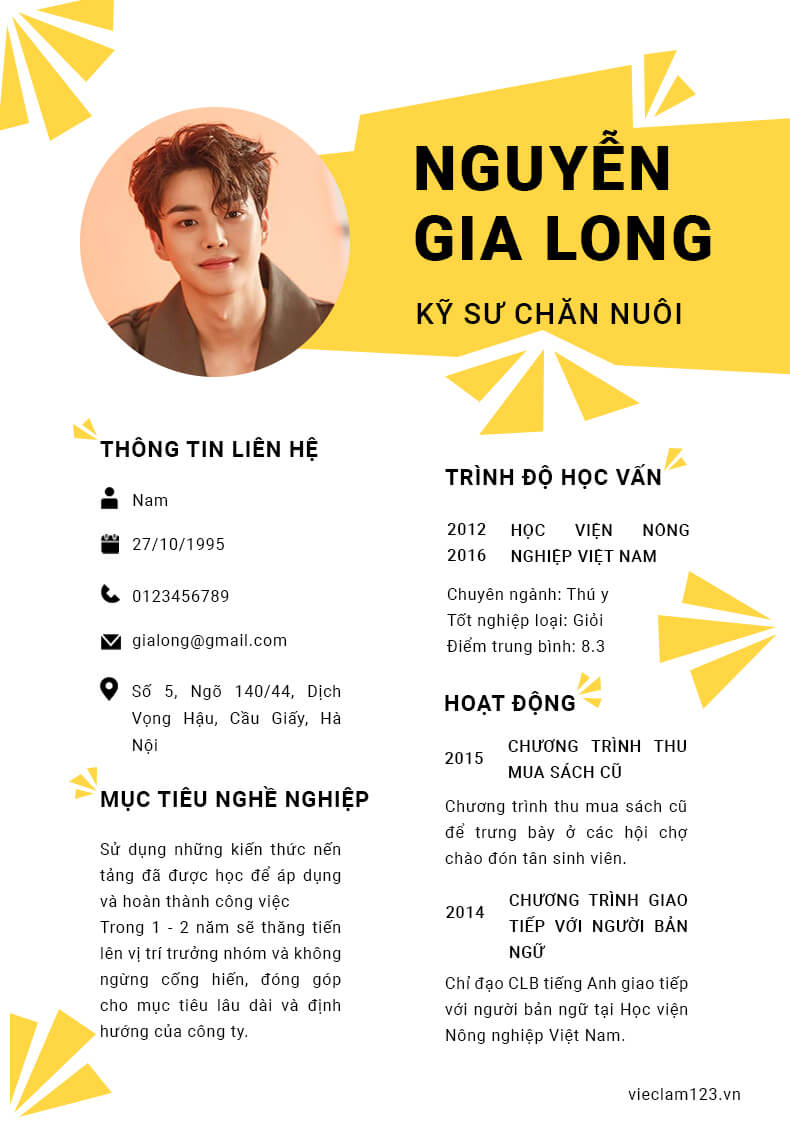 NGUYỄN
GIA LONG
KỸ SƯ CHĂN NUÔI
THÔNG TIN LIÊN HỆ
Nam
27/10/1995
0123456789
gialong@gmail.com
Số 5, Ngõ 140/44, Dịch
Vọng Hậu, Cầu Giấy, Hà
Nội
MỤC TIÊU NGHỀ NGHIỆP
Sử dụng những kiến thức nến
tảng đã được học để áp dụng
và hoàn thành công việc
Trong 1 - 2 năm sẽ thăng tiến
lên vị trí trưởng nhóm và không
ngừng cống hiến, đóng góp
cho mục tiêu lâu dài và định
hướng của công ty.
TRÌNH ĐỘ HỌC VẤN
2012 HỌC VIỆN NÔNG
2016 NGHIỆP VIỆT NAM
Chuyên ngành: Thú y
Tốt nghiệp loại: Giỏi
Điểm trung bình: 8.3
HOẠT ĐỘNG
2015
CHƯƠNG TRÌNH THU
MUA SÁCH CŨ
Chương trình thu mua sách cũ
để trưng bày ở các hội chợ
chào đón tân sinh viên.
2014
CHƯƠNG TRÌNH GIAO
TIẾP VỚI NGƯỜI BẢN
NGỮ
Chỉ đạo CLB tiếng Anh giao tiếp
với người bản ngữ tại Học viện
Nông nghiệp Việt Nam.
vieclam123.vn